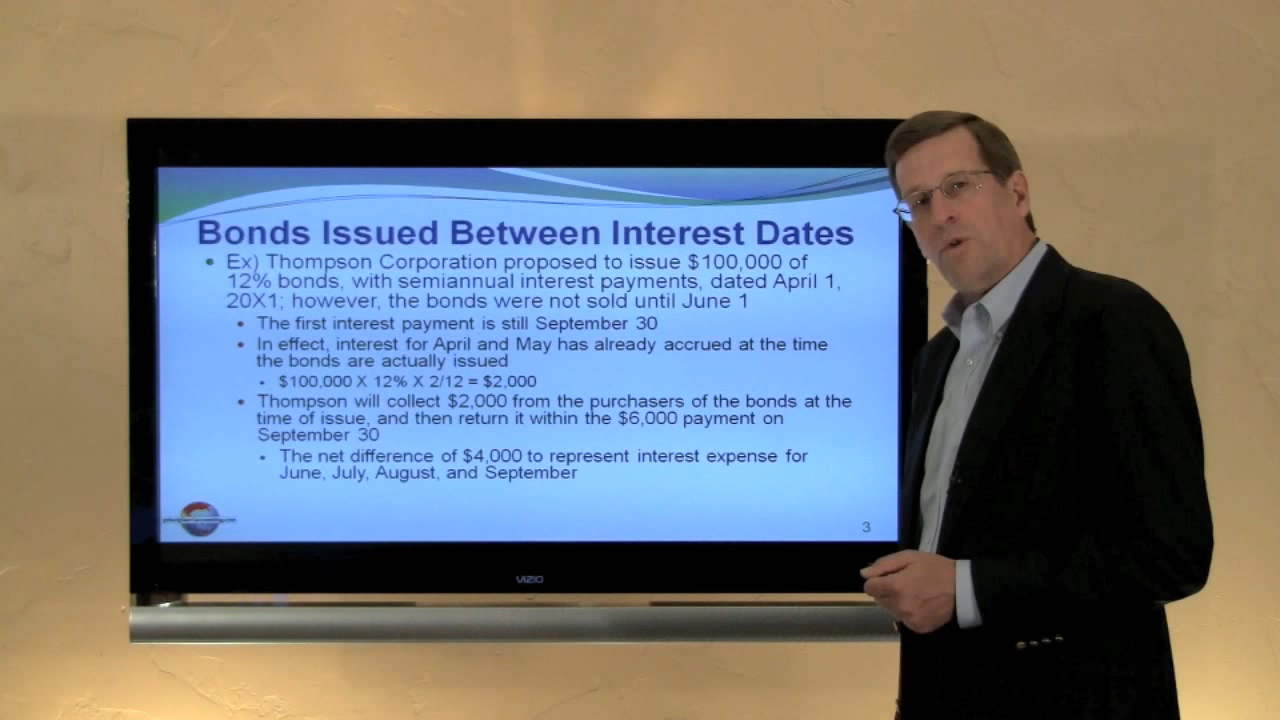 Bonds Issued Between Interest Dates
• Ex) Thompson Corporation proposed to issue $100,000 of
12% bonds, with semiannual interest payments, dated April 1,
20X1; however, the bonds were not sold until June 1
• The first interest payment is still September 30
• In effect, interest for April and May has already accrued at the time
the bonds are actually issued
• $100,000 X 12% X 2/12 = $2,000
• Thompson will collect $2,000 from the purchasers of the bonds at the
time of issue, and then return it within the $6,000 payment on
September 30
• The net difference of $4,000 to represent interest expense for
June, July, August, and September
3
VIZIO